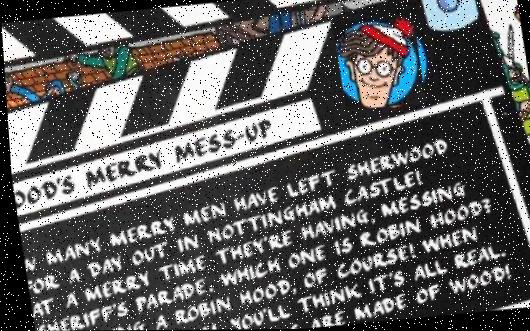 OOD'S MERRY MESS-UP
MANY MERRY MEN HAVE LEFT SHERWOOD
OR A DAY OUT IN NOTTINGHAM CASTLE!
AT A MERRY TIME THEY'RE HAVING, MESSING
SHERIFF'S PARADE. WHICH ONE IS ROBIN HOOD?
A ROBIN HOOD, OF COURSE! WHEN
YOU'LL THINK IT'S ALL REAL.
ARE MADE OF WOOD!